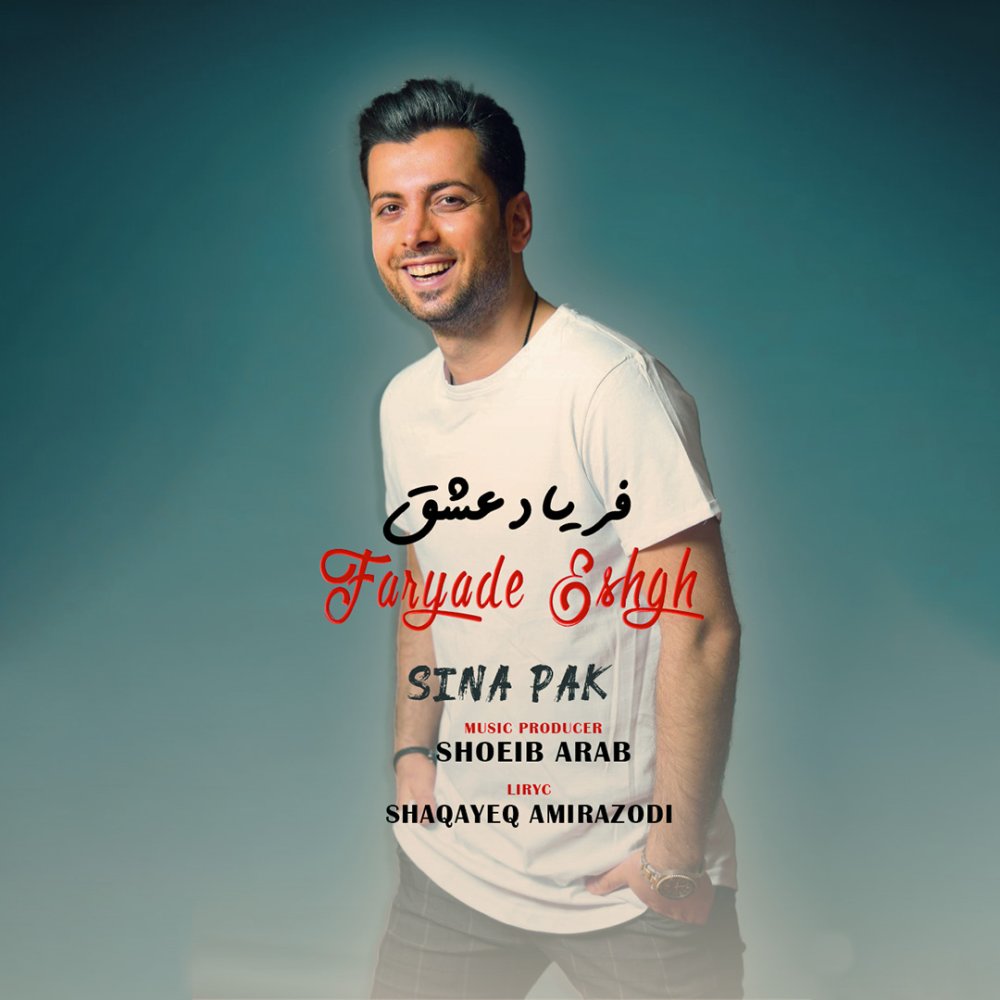 فریاد عشق
Faryade Eshgh
SINA PAK
MUSIC PRODUCER
SHOEIB ARAB
LIRYC
SHAQAYEQ AMIRAZODI